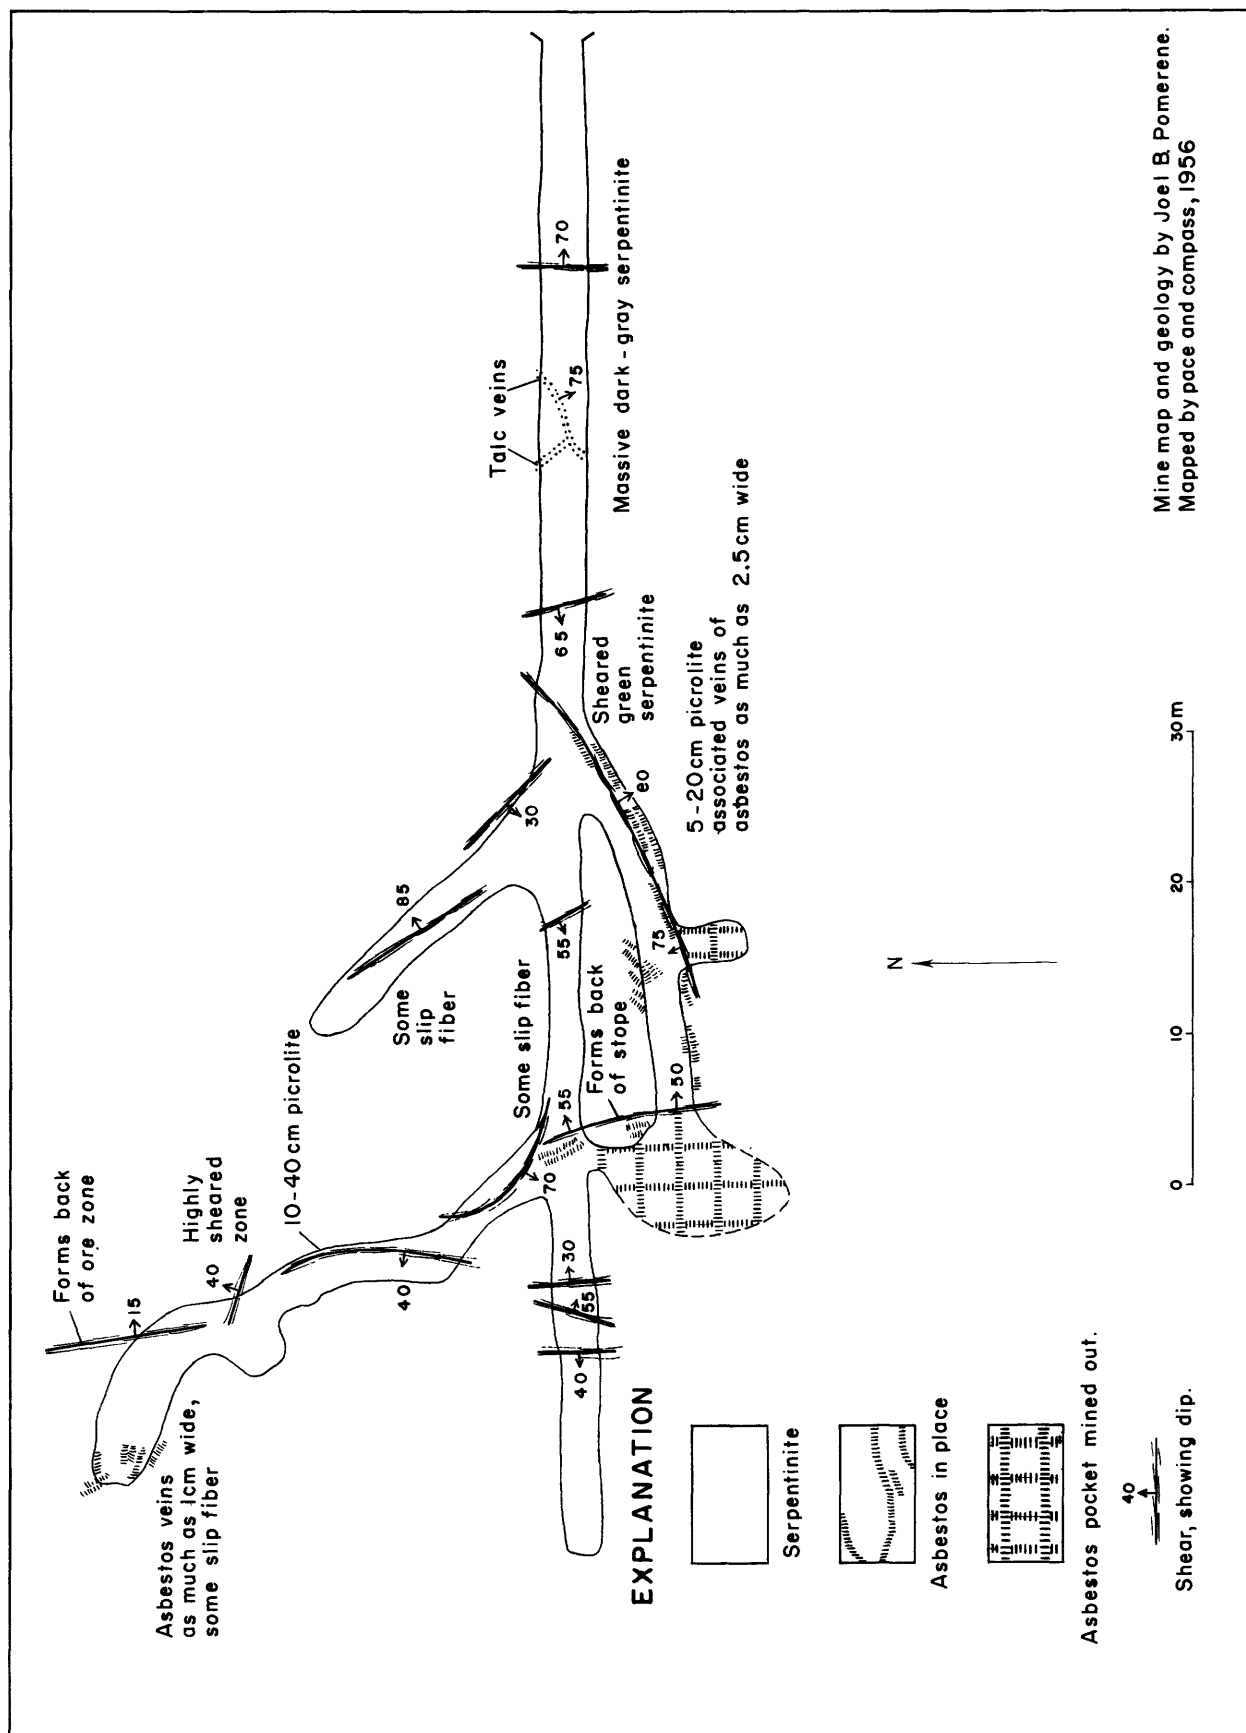 Forms back
of ore zone
15
Highly
sheared
zone
40
10-40cm picrolite
Asbestos veins
as much as 1cm wide,
some slip fiber
40
Some
slip
fiber
85
30
Some slip fiber
70
55
55
Forms back
of stope
30
55
40
50
75
60
65
Sheared
green
serpentinite
Talc veins
75
70
Massive dark-gray serpentinite
5-20cm picrolite
associated veins of
asbestos as much as 2.5cm wide
N
0 10 20 30m
EXPLANATION
Serpentinite
Asbestos in place
Asbestos pocket mined out.
40
Shear, showing dip.
Mine map and geology by Joel B. Pomerene.
Mapped by pace and compass, 1956